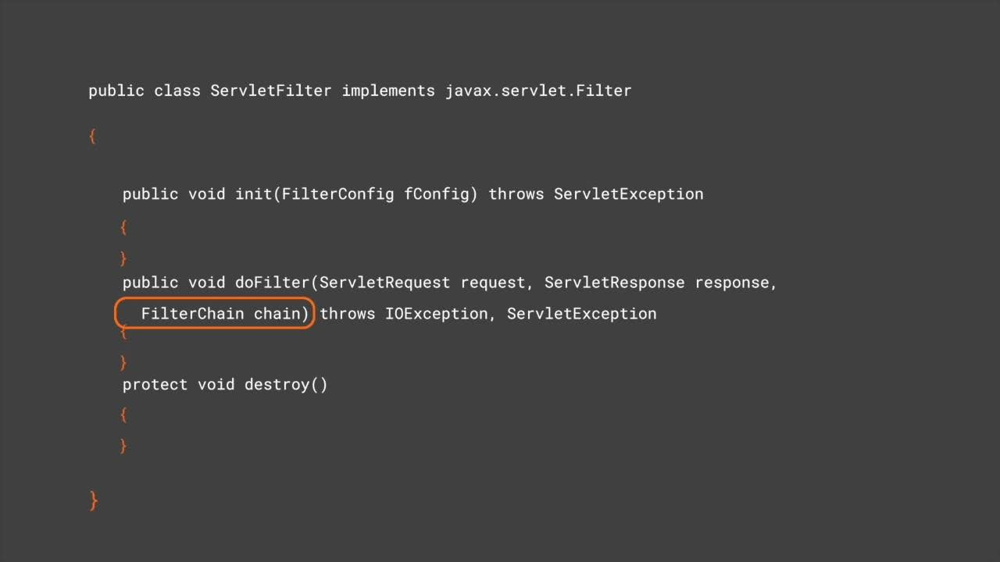 public class ServletFilter implements javax.servlet.Filter
{
public void init(FilterConfig fConfig) throws ServletException
{
}
public void doFilter(ServletRequest request, ServletResponse response,
FilterChain chain) throws IOException, ServletException
{
}
protect void destroy()
{
}
}